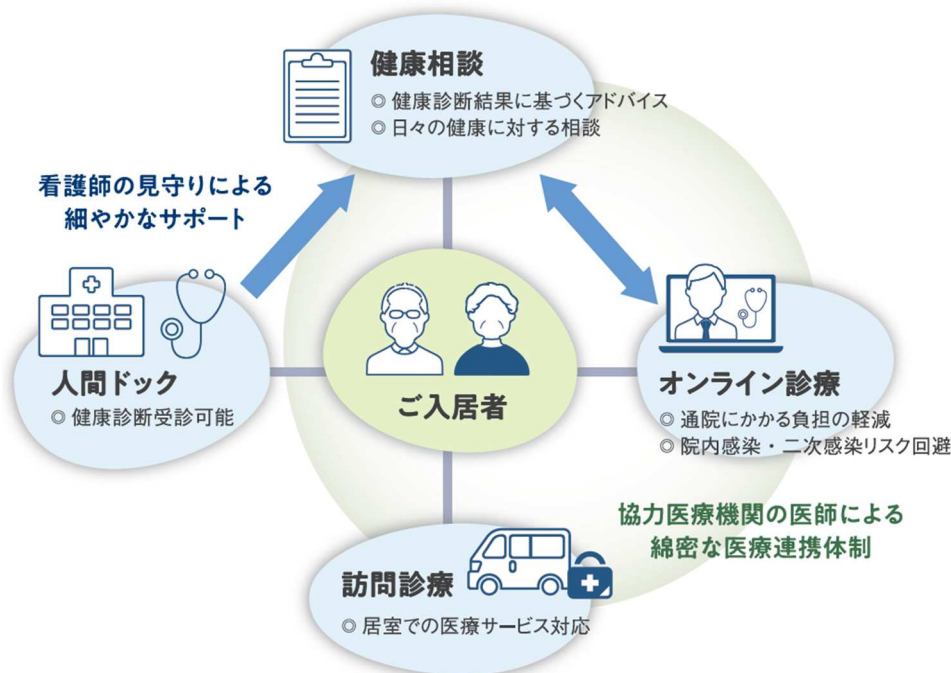 健康相談
◎ 健康診断結果に基づくアドバイス
◎ 日々の健康に対する相談
看護師の見守りによる
細やかなサポート
人間ドック
◎ 健康診断受診可能
ご入居者
オンライン診療
◎ 通院にかかる負担の軽減
◎ 院内感染・二次感染リスク回避
協力医療機関の医師による
綿密な医療連携体制
訪問診療
◎ 居室での医療サービス対応